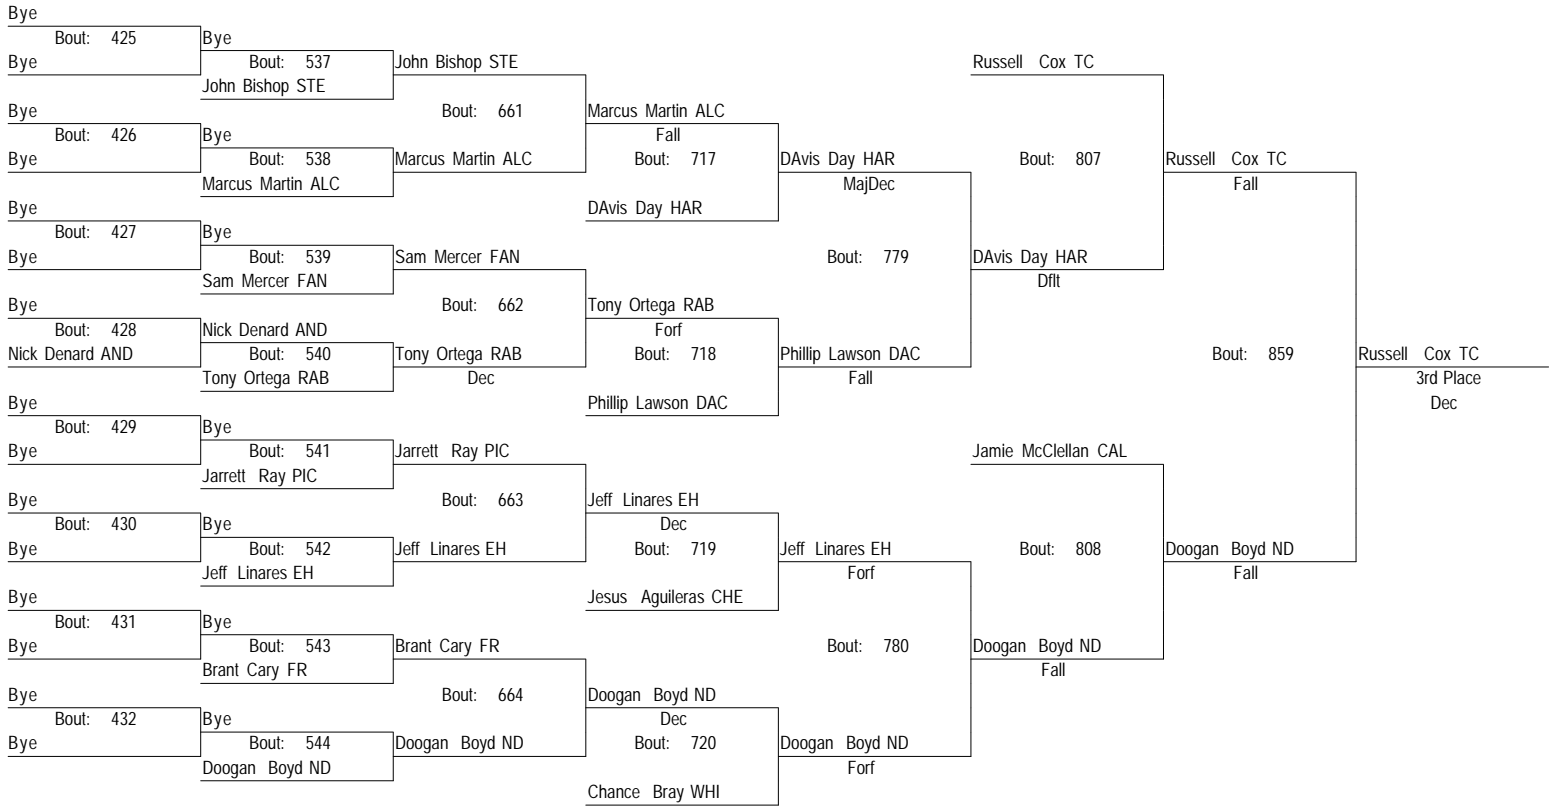 Bye
Bout: 425 Bye
Bye Bout: 537 John Bishop STE Russell Cox TC
John Bishop STE
Bye Bout: 661 Marcus Martin ALC
Bout: 426 Bye Fall
Bye Bout: 538 Marcus Martin ALC Bout: 717 DAvis Day HAR Bout: 807 Russell Cox TC
Marcus Martin ALC MajDec Fall
Bye DAvis Day HAR
Bout: 427 Bye
Bye Bout: 539 Sam Mercer FAN Bout: 779 DAvis Day HAR
Sam Mercer FAN Dflt
Bye Bout: 662 Tony Ortega RAB
Bout: 428 Nick Denard AND Forf
Nick Denard AND Bout: 540 Tony Ortega RAB Bout: 718 Phillip Lawson DAC Bout: 859 Russell Cox TC
Tony Ortega RAB Dec Fall 3rd Place
Bye Phillip Lawson DAC Dec
Bout: 429 Bye
Bye Bout: 541 Jarrett Ray PIC Jamie McClellan CAL
Jarrett Ray PIC
Bye Bout: 663 Jeff Linares EH
Bout: 430 Bye Dec
Bye Bout: 542 Jeff Linares EH Bout: 719 Jeff Linares EH Bout: 808 Doogan Boyd ND
Jeff Linares EH Forf Fall
Bye Jesus Aguileras CHE
Bout: 431 Bye
Bye Bout: 543 Brant Cary FR Bout: 780 Doogan Boyd ND
Brant Cary FR Fall
Bye Bout: 664 Doogan Boyd ND
Bout: 432 Bye Dec
Bye Bout: 544 Doogan Boyd ND Bout: 720 Doogan Boyd ND
Doogan Boyd ND Forf
Chance Bray WHI